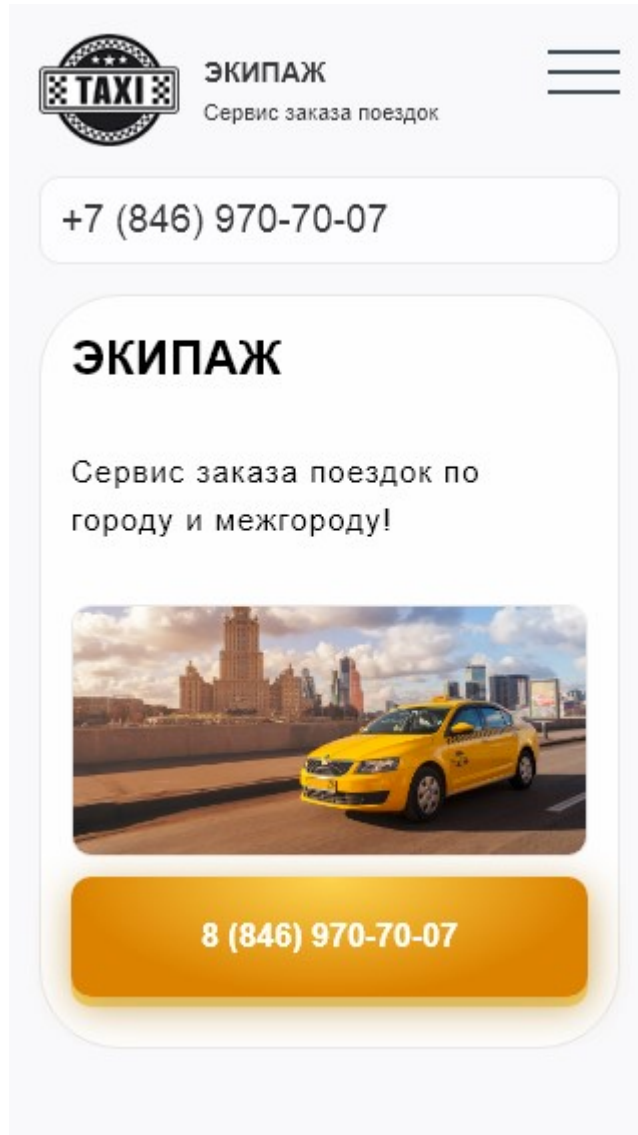 TAXI
ЭКИПАЖ
Сервис заказа поездок
+7 (846) 970-70-07
ЭКИПАЖ
Сервис заказа поездок по
городу и межгороду!
8 (846) 970-70-07